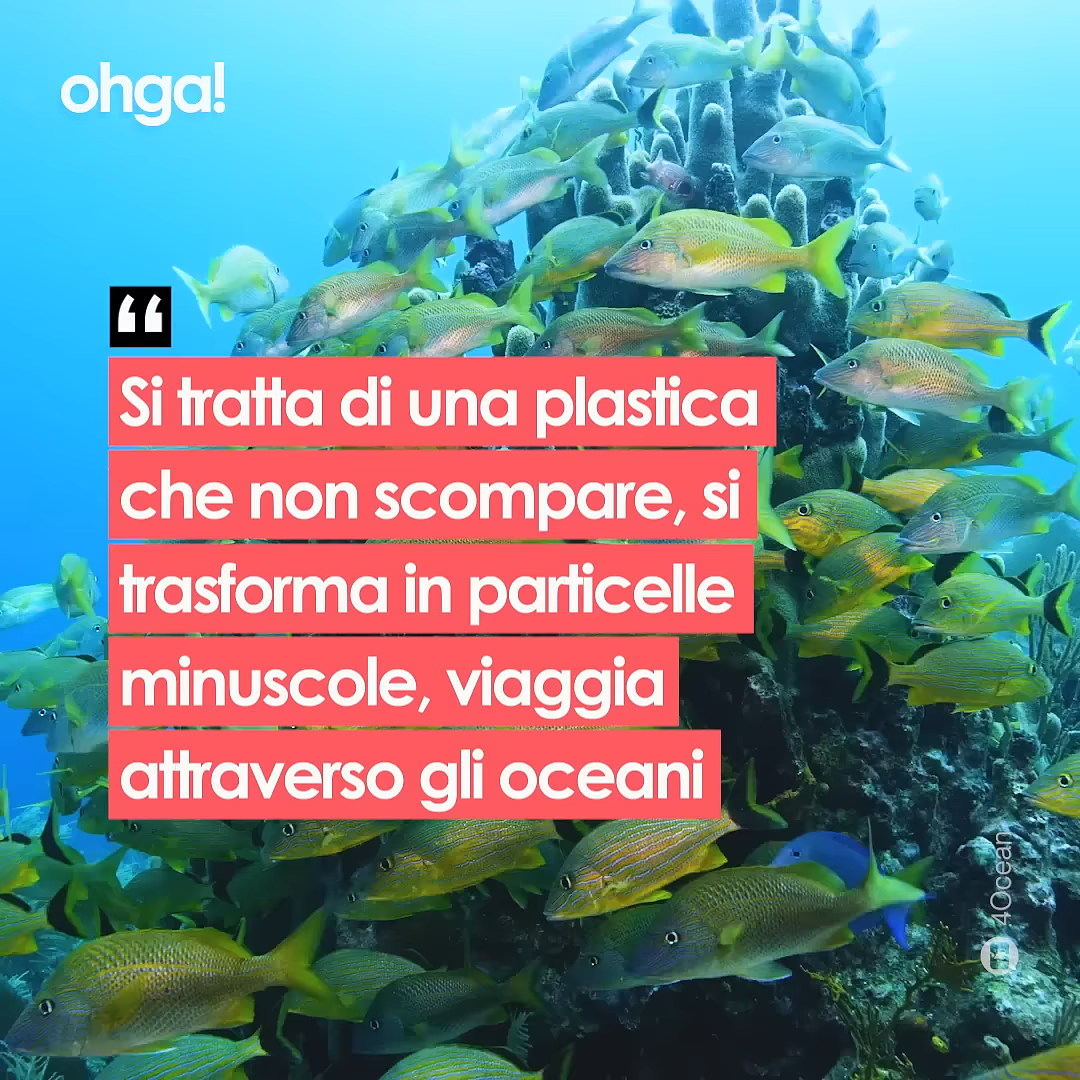 ohga!
“
Si tratta di una plastica
che non scompare, si
trasforma in particelle
minuscole, viaggia
attraverso gli oceani
4Ocean